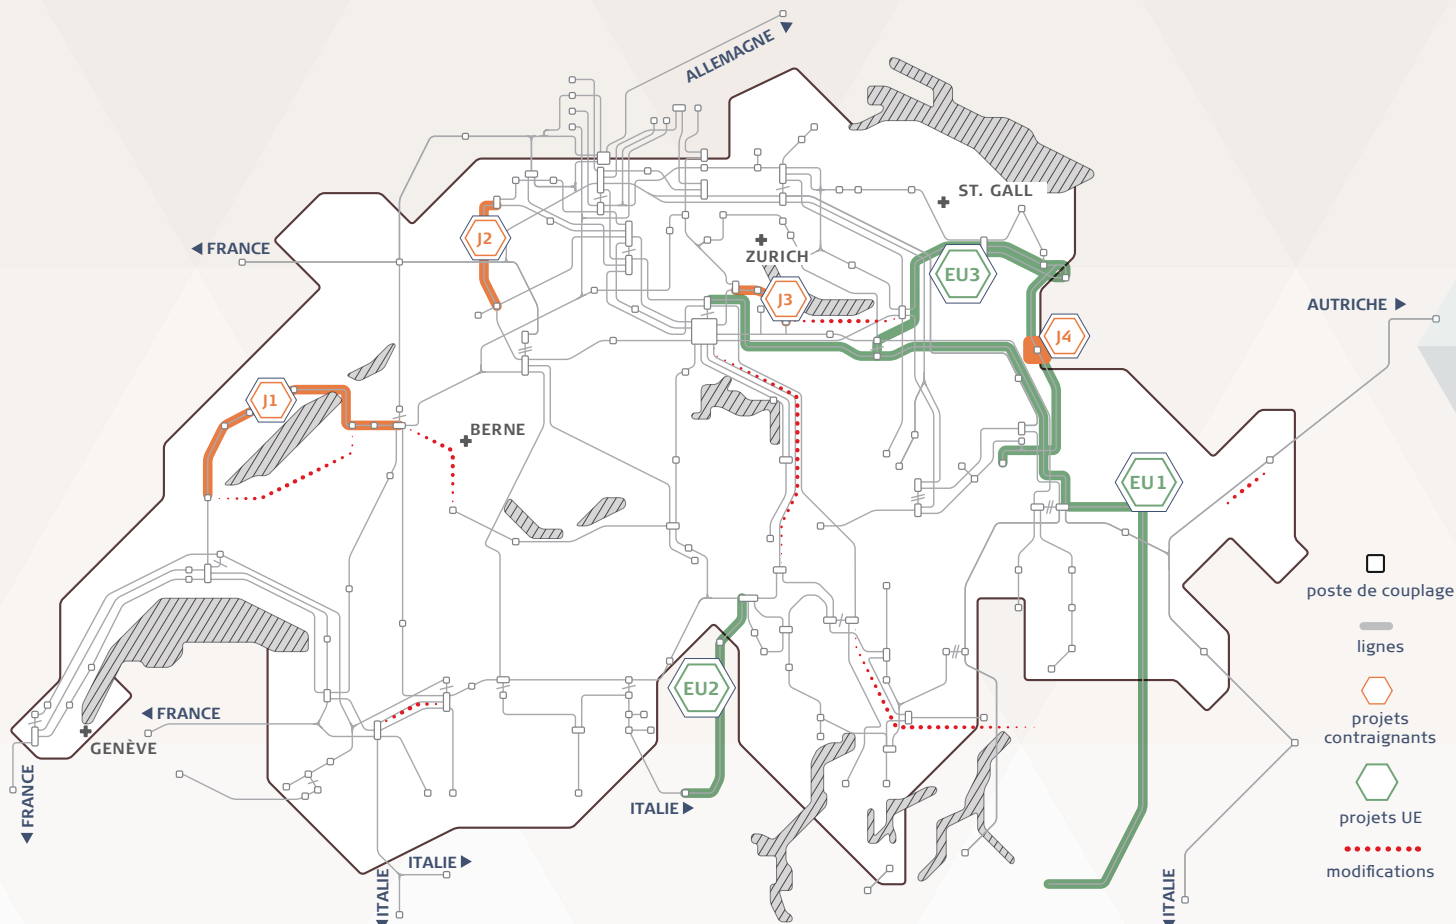 ALLEMAGNE
ST. GALL
J2
FRANCE
ZURICH
EU3
J3
AUTRICHE
J4
J1
BERNE
EU1
poste de couplage
lignes
EU2
projets
contraignants
FRANCE
GENÈVE
FRANCE
ITALIE
projets UE
ITALIE
ITALIE
modifications
ITALIE